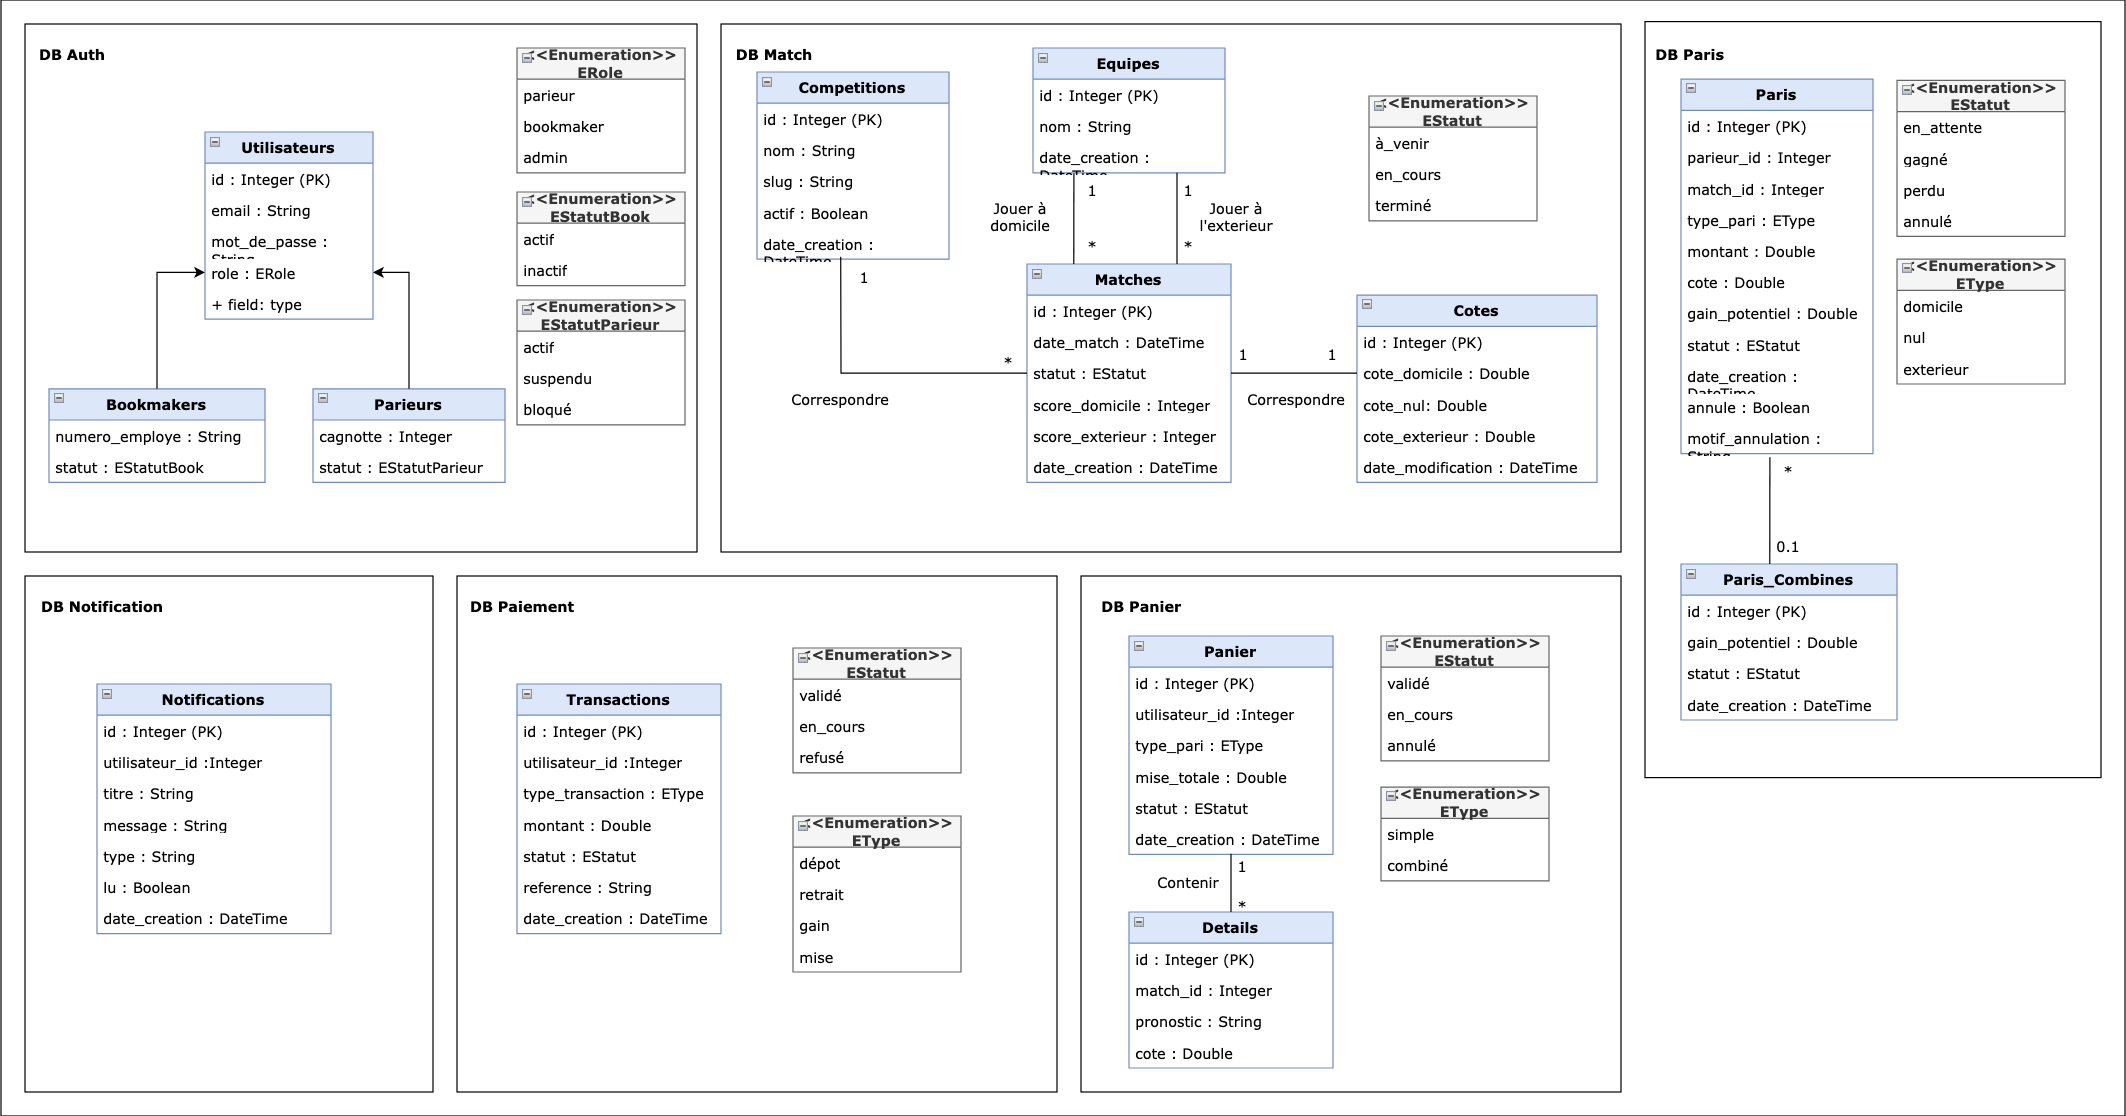 DB Auth
<<Enumeration>>
ERole
parieur
bookmaker
admin
Utilisateurs
id : Integer (PK)
email : String
mot_de_passe :
String
role : ERole
+ field: type
<<Enumeration>>
EStatutBook
actif
inactif
<<Enumeration>>
EStatutParieur
actif
suspendu
bloqué
Bookmakers
numero_employe : String
statut : EStatutBook
Parieurs
cagnotte : Integer
statut : EStatutParieur
DB Match
Competitions
id : Integer (PK)
nom : String
slug : String
actif : Boolean
date_creation :
DateTime
Equipes
id : Integer (PK)
nom : String
date_creation :
DateTime
<<Enumeration>>
EStatut
à_venir
en_cours
terminé
1
1
Jouer à
domicile
Jouer à
l'exterieur
*
*
1
*
Correspondre
Matches
id : Integer (PK)
date_match : DateTime
statut : EStatut
score_domicile : Integer
score_exterieur : Integer
date_creation : DateTime
1
1
Correspondre
Cotes
id : Integer (PK)
cote_domicile : Double
cote_nul: Double
cote_exterieur : Double
date_modification : DateTime
DB Paris
Paris
id : Integer (PK)
parieur_id : Integer
match_id : Integer
type_pari : EType
montant : Double
cote : Double
gain_potentiel : Double
statut : EStatut
date_creation :
DateTime
annule : Boolean
motif_annulation :
String
<<Enumeration>>
EStatut
en_attente
gagné
perdu
annulé
<<Enumeration>>
EType
domicile
nul
exterieur
*
0.1
Paris_Combines
id : Integer (PK)
gain_potentiel : Double
statut : EStatut
date_creation : DateTime
DB Notification
Notifications
id : Integer (PK)
utilisateur_id :Integer
titre : String
message : String
type : String
lu : Boolean
date_creation : DateTime
DB Paiement
Transactions
id : Integer (PK)
utilisateur_id :Integer
type_transaction : EType
montant : Double
statut : EStatut
reference : String
date_creation : DateTime
<<Enumeration>>
EStatut
validé
en_cours
refusé
<<Enumeration>>
EType
dépot
retrait
gain
mise
DB Panier
Panier
id : Integer (PK)
utilisateur_id :Integer
type_pari : EType
mise_totale : Double
statut : EStatut
date_creation : DateTime
<<Enumeration>>
EStatut
validé
en_cours
annulé
<<Enumeration>>
EType
simple
combiné
1
Contenir
*
Details
id : Integer (PK)
match_id : Integer
pronostic : String
cote : Double